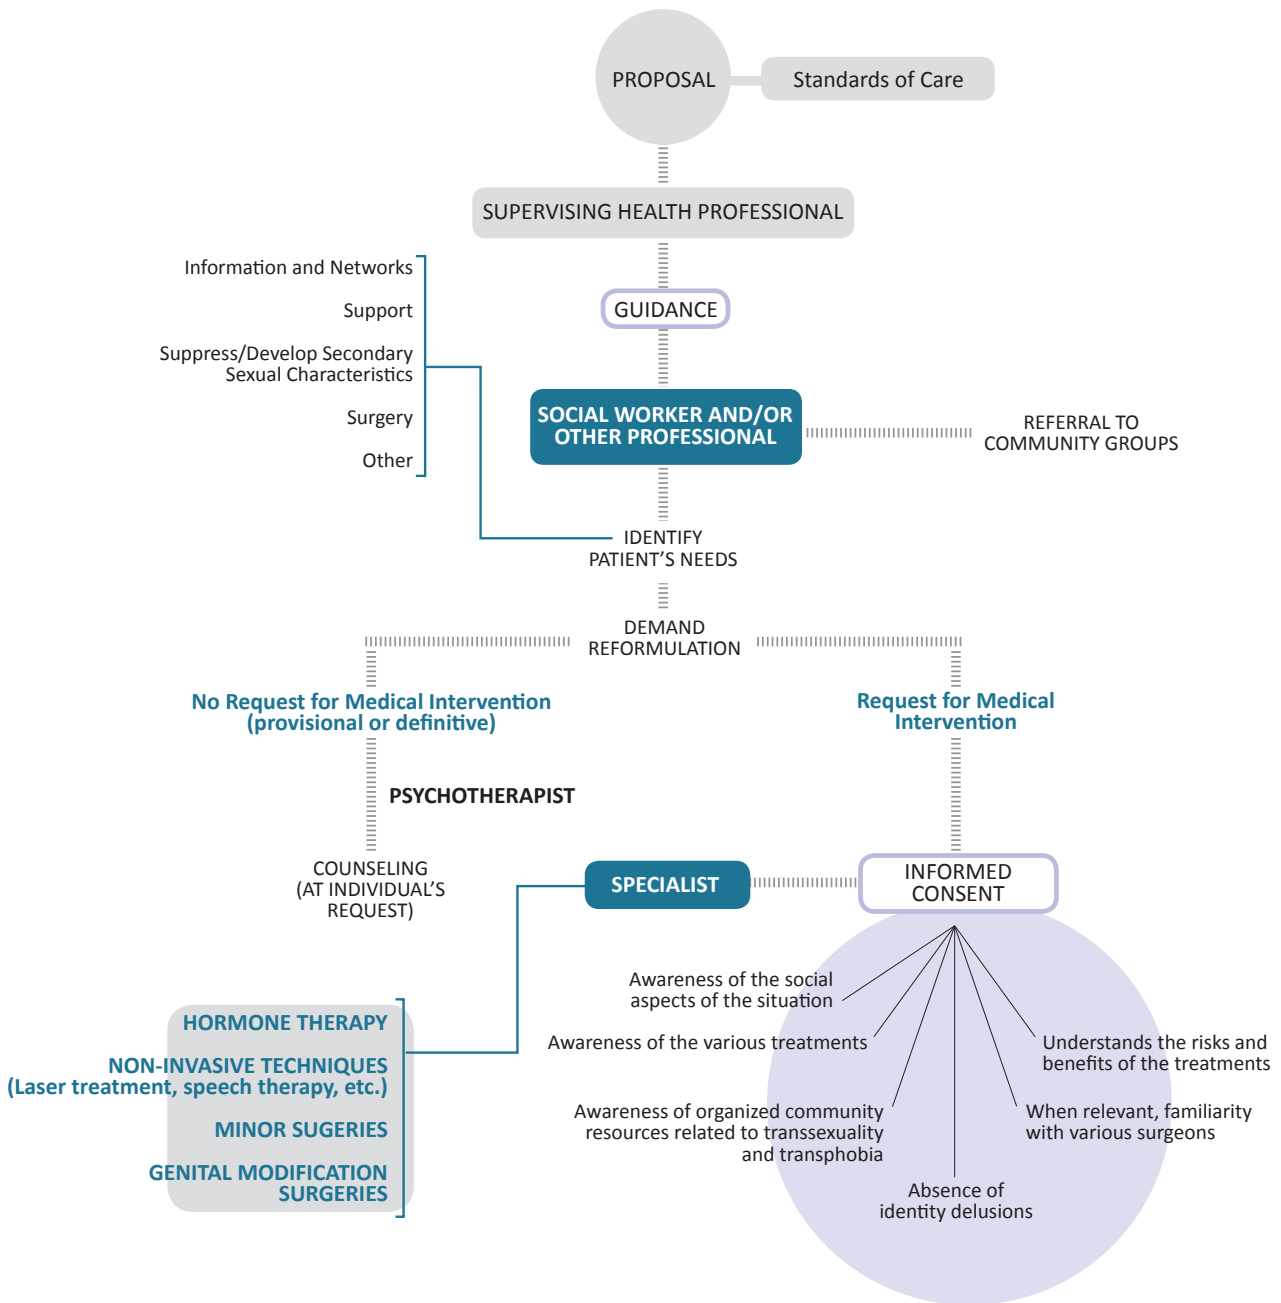 PROPOSAL
Standards of Care
SUPERVISING HEALTH PROFESSIONAL
Information and Networks
Support
Suppress/Develop Secondary
Sexual Characteristics
Surgery
Other
GUIDANCE
SOCIAL WORKER AND/OR
OTHER PROFESSIONAL
REFERRAL TO
COMMUNITY GROUPS
IDENTIFY
PATIENT’S NEEDS
DEMAND
REFORMULATION
No Request for Medical Intervention
(provisional or definitive)
Request for Medical
Intervention
PSYCHOTHERAPIST
COUNSELING
(AT INDIVIDUAL’S
REQUEST)
SPECIALIST
INFORMED
CONSENT
Awareness of the social
aspects of the situation
Awareness of the various treatments
Awareness of organized community
resources related to transsexuality
and transphobia
Absence of
identity delusions
When relevant, familiarity
with various surgeons
Understands the risks and
benefits of the treatments
HORMONE THERAPY
NON-INVASIVE TECHNIQUES
(Laser treatment, speech therapy, etc.)
MINOR SUGERIES
GENITAL MODIFICATION
SURGERIES